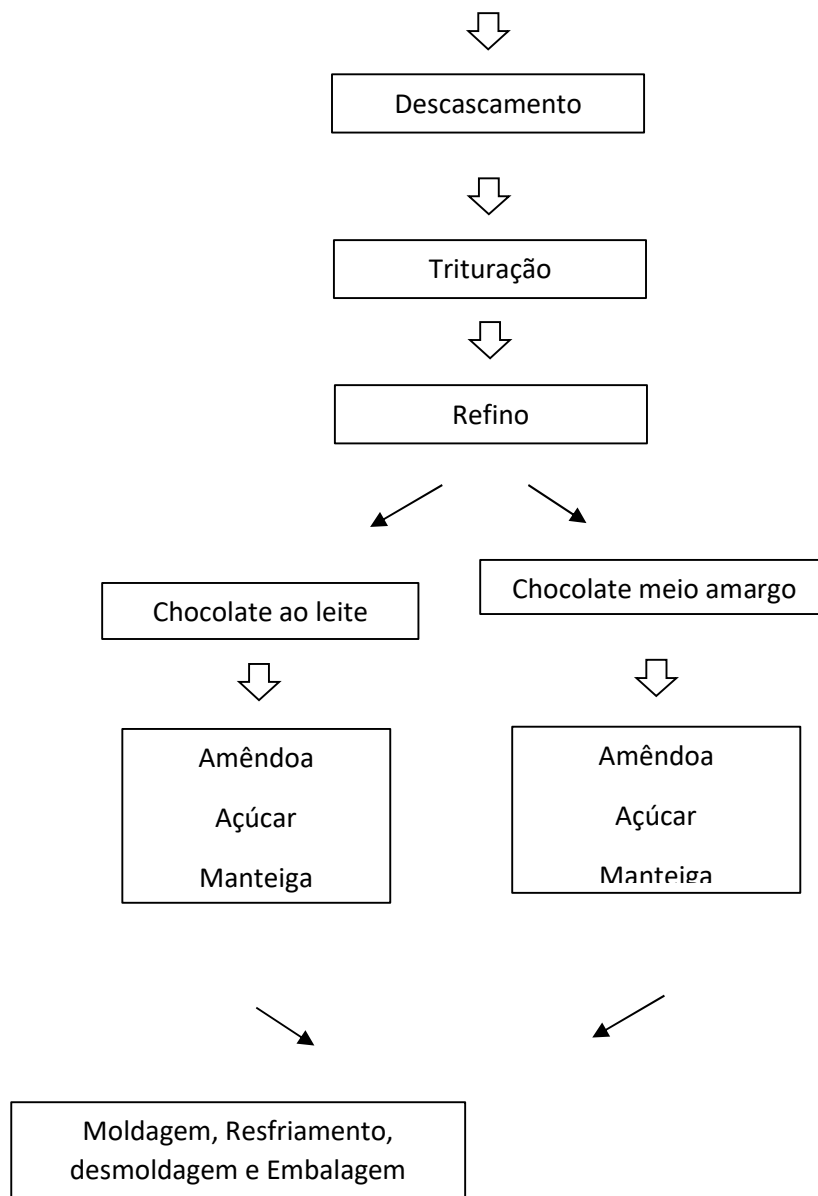 Descascamento
Trituração
Refino
Chocolate ao leite
Chocolate meio amargo
Amêndoa
Açúcar
Manteiga
Amêndoa
Açúcar
Manteiga
Moldagem, Resfriamento,
desmoldagem e Embalagem